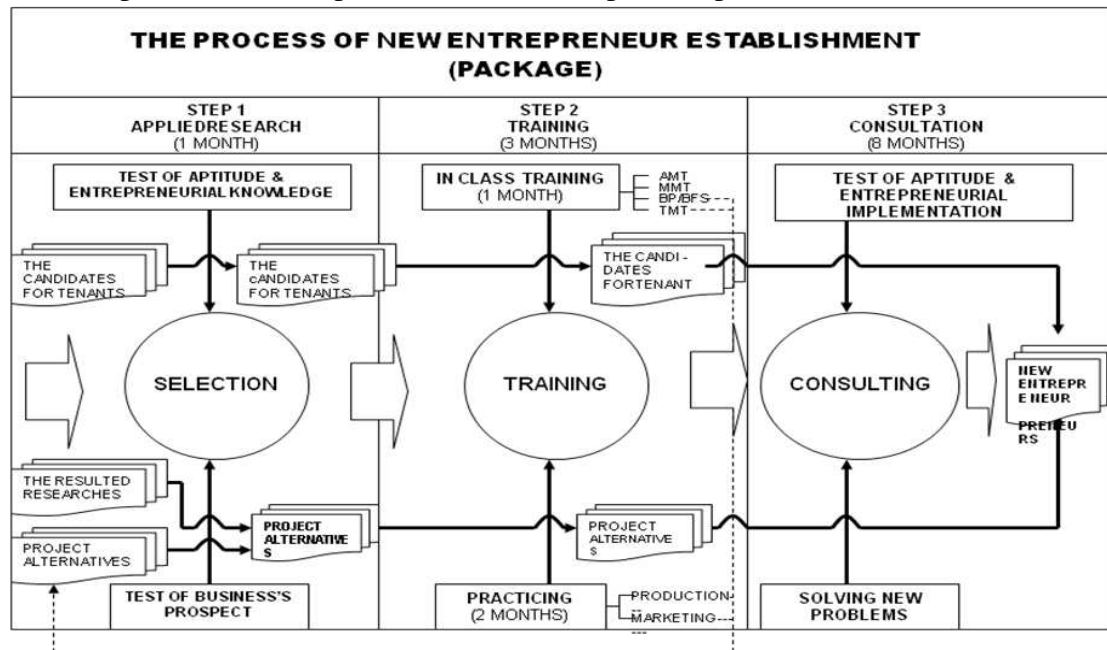 THE PROCESS OF NEW ENTREPRENEUR ESTABLISHMENT
(PACKAGE)
STEP 1
APPLIEDRESEARCH
(1 MONTH)
STEP 2
TRAINING
(3 MONTHS)
STEP 3
CONSULTATION
(8 MONTHS)
TEST OF APTITUDE &
ENTREPRENEURIAL KNOWLEDGE
THE
CANDIDATES
FOR TENANTS
THE
cANDIDATES
FOR TENANTS
SELECTION
THE RESULTED
RESEARCHES
PROJECT
ALTERNATIVES
PROJECT
ALTERNATIVE
S
TEST OF BUSINESS'S
PROSPECT
IN CLASS TRAINING
(1 MONTH)
AMT
MMT
BP/BFS
TMT
THE CANDI -
DATES
FORTENANT
TRAINING
PROJECT
ALTERNATIVE
S
PRACTICING
(2 MONTHS)
PRODUCTION
MARKETING
TEST OF APTITUDE &
ENTREPRENEURIAL
IMPLEMENTATION
CONSULTING
NEW
ENTREPR
E NEUR
PRENEU
RS
SOLVING NEW
PROBLEMS